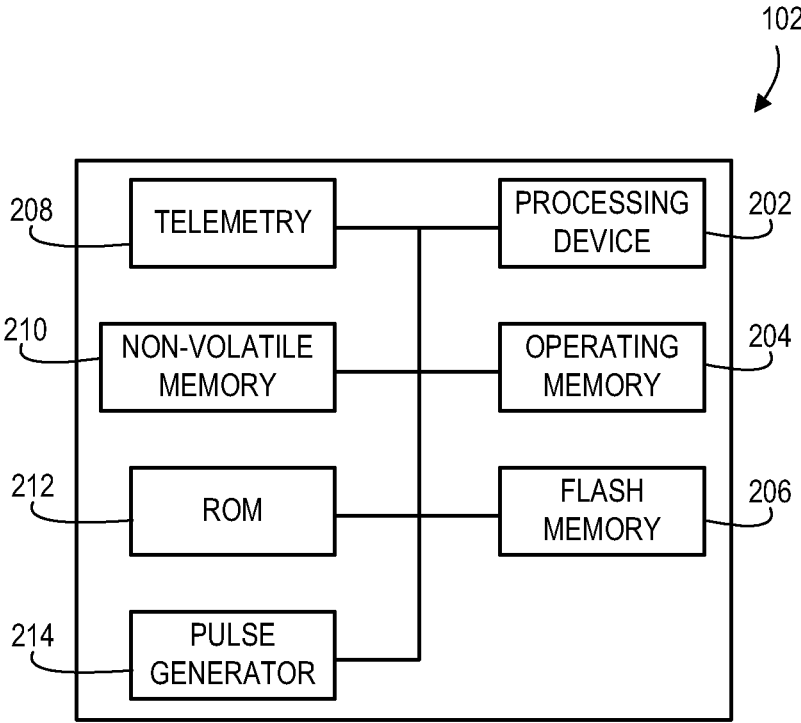 102
208
TELEMETRY
PROCESSING
DEVICE
202
210
NON-VOLATILE
MEMORY
OPERATING
MEMORY
204
212
ROM
FLASH
MEMORY
206
214
PULSE
GENERATOR